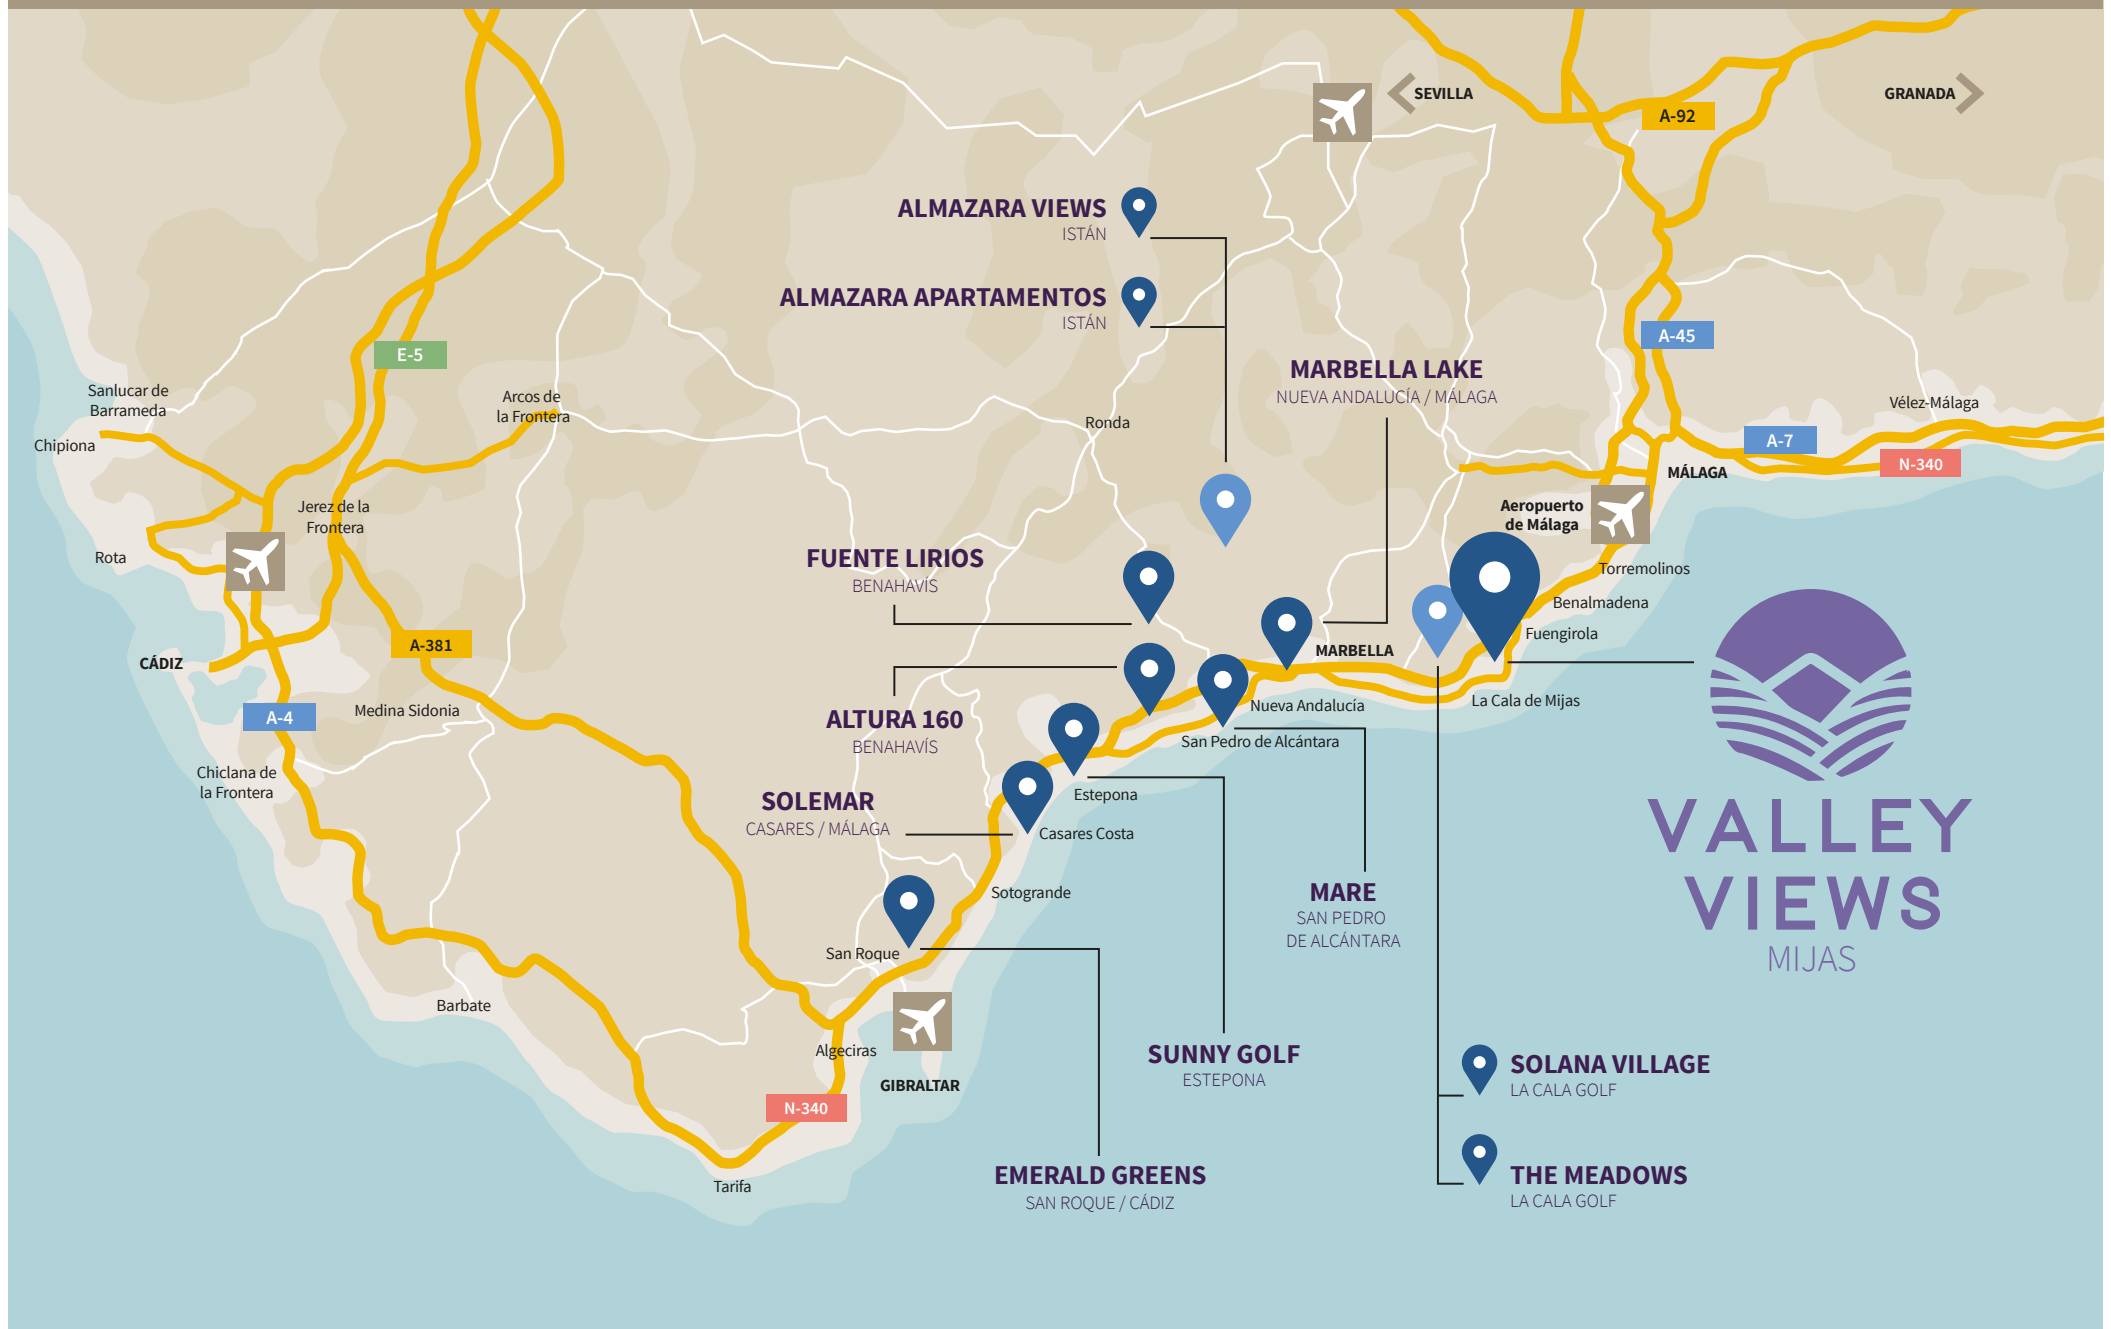 SEVILLA
GRANADA
A-92
ALMAZARA VIEWS
ISTÁN
ALMAZARA APARTAMENTOS
ISTÁN
A-45
E-5
MARBELLA LAKE
NUEVA ANDALUCÍA / MÁLAGA
Sanlucar de
Barrameda
Arcos de
la Frontera
Vélez-Málaga
Ronda
Chipiona
A-7
N-340
MÁLAGA
Jerez de la
Frontera
Aeropuerto
de Málaga
Rota
FUENTE LIRIOS
BENAHAVÍS
Torremolinos
Benalmadena
Fuengirola
A-381
MARBELLA
CÁDIZ
La Cala de Mijas
Nueva Andalucía
A-4
Medina Sidonia
ALTURA 160
BENAHAVÍS
San Pedro de Alcántara
Chiclana de
la Frontera
Estepona
SOLEMAR
CASARES / MÁLAGA
Casares Costa
VALLEY
VIEWS
MIJAS
Sotogrande
MARE
SAN PEDRO
DE ALCÁNTARA
San Roque
Barbate
Algeciras
GIBRALTAR
SUNNY GOLF
ESTEPONA
SOLANA VILLAGE
LA CALA GOLF
N-340
Tarifa
EMERALD GREENS
SAN ROQUE / CÁDIZ
THE MEADOWS
LA CALA GOLF